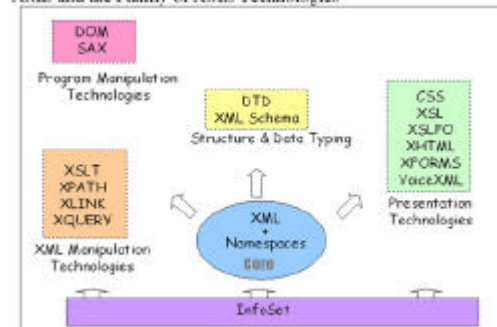 XML and the Family of XML Technologies
DOM
SAX
Program Manipulation
Technologies
DTD
XML Schema
Structure & Data Typing
CSS
XSL
XSLFO
XHTML
XFORMS
VoiceXML
Presentation
Technologies
XSLT
XPATH
XLINK
XQUERY
XML Manipulation
Technologies
XML
+
Namespaces
Core
InfoSet